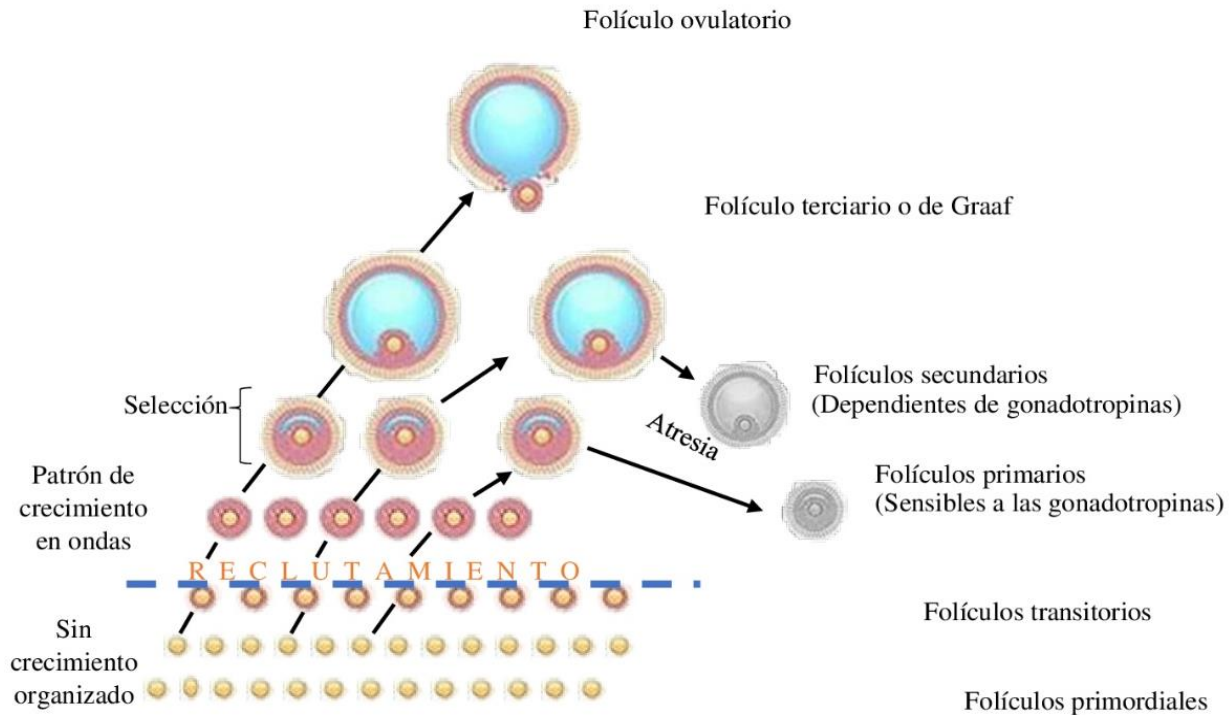 Folículo ovulatorio
Folículo terciario o de Graaf
Selección
Folículos secundarios
(Dependientes de gonadotropinas)
Atresia
Patrón de
crecimiento
en ondas
Folículos primarios
(Sensibles a las gonadotropinas)
RECLUTAMIENTO
Folículos transitorios
Sin
crecimiento
organizado
Folículos primordiales